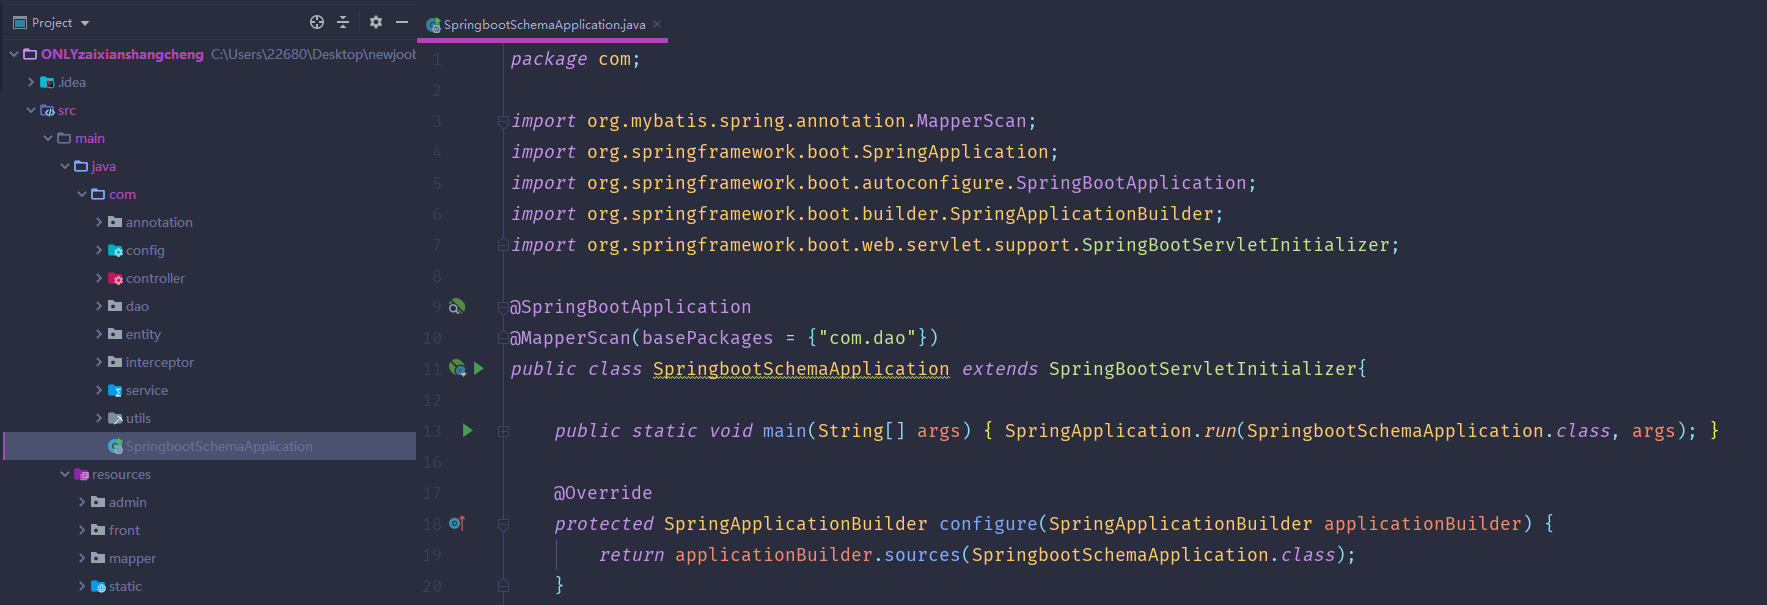 Project
ONLYzaixianshangcheng C:\Users\22680\Desktop\newjoob
.idea
src
main
java
com
annotation
config
controller
dao
entity
interceptor
service
utils
SpringbootSchemaApplication
resources
admin
front
mapper
static
SpringbootSchemaApplication.java
1 package com;
2
3 import org.mybatis.spring.annotation.MapperScan;
4 import org.springframework.boot.SpringApplication;
5 import org.springframework.boot.autoconfigure.SpringBootApplication;
6 import org.springframework.boot.builder.SpringApplicationBuilder;
7 import org.springframework.boot.web.servlet.support.SpringBootServletInitializer;
8
9 @SpringBootApplication
10 @MapperScan(basePackages = {"com.dao"})
11 public class SpringbootSchemaApplication extends SpringBootServletInitializer{
12
13 public static void main(String[] args) { SpringApplication.run(SpringbootSchemaApplication.class, args); }
16
17 @Override
18 protected SpringApplicationBuilder configure(SpringApplicationBuilder applicationBuilder) {
19 return applicationBuilder.sources(SpringbootSchemaApplication.class);
20 }